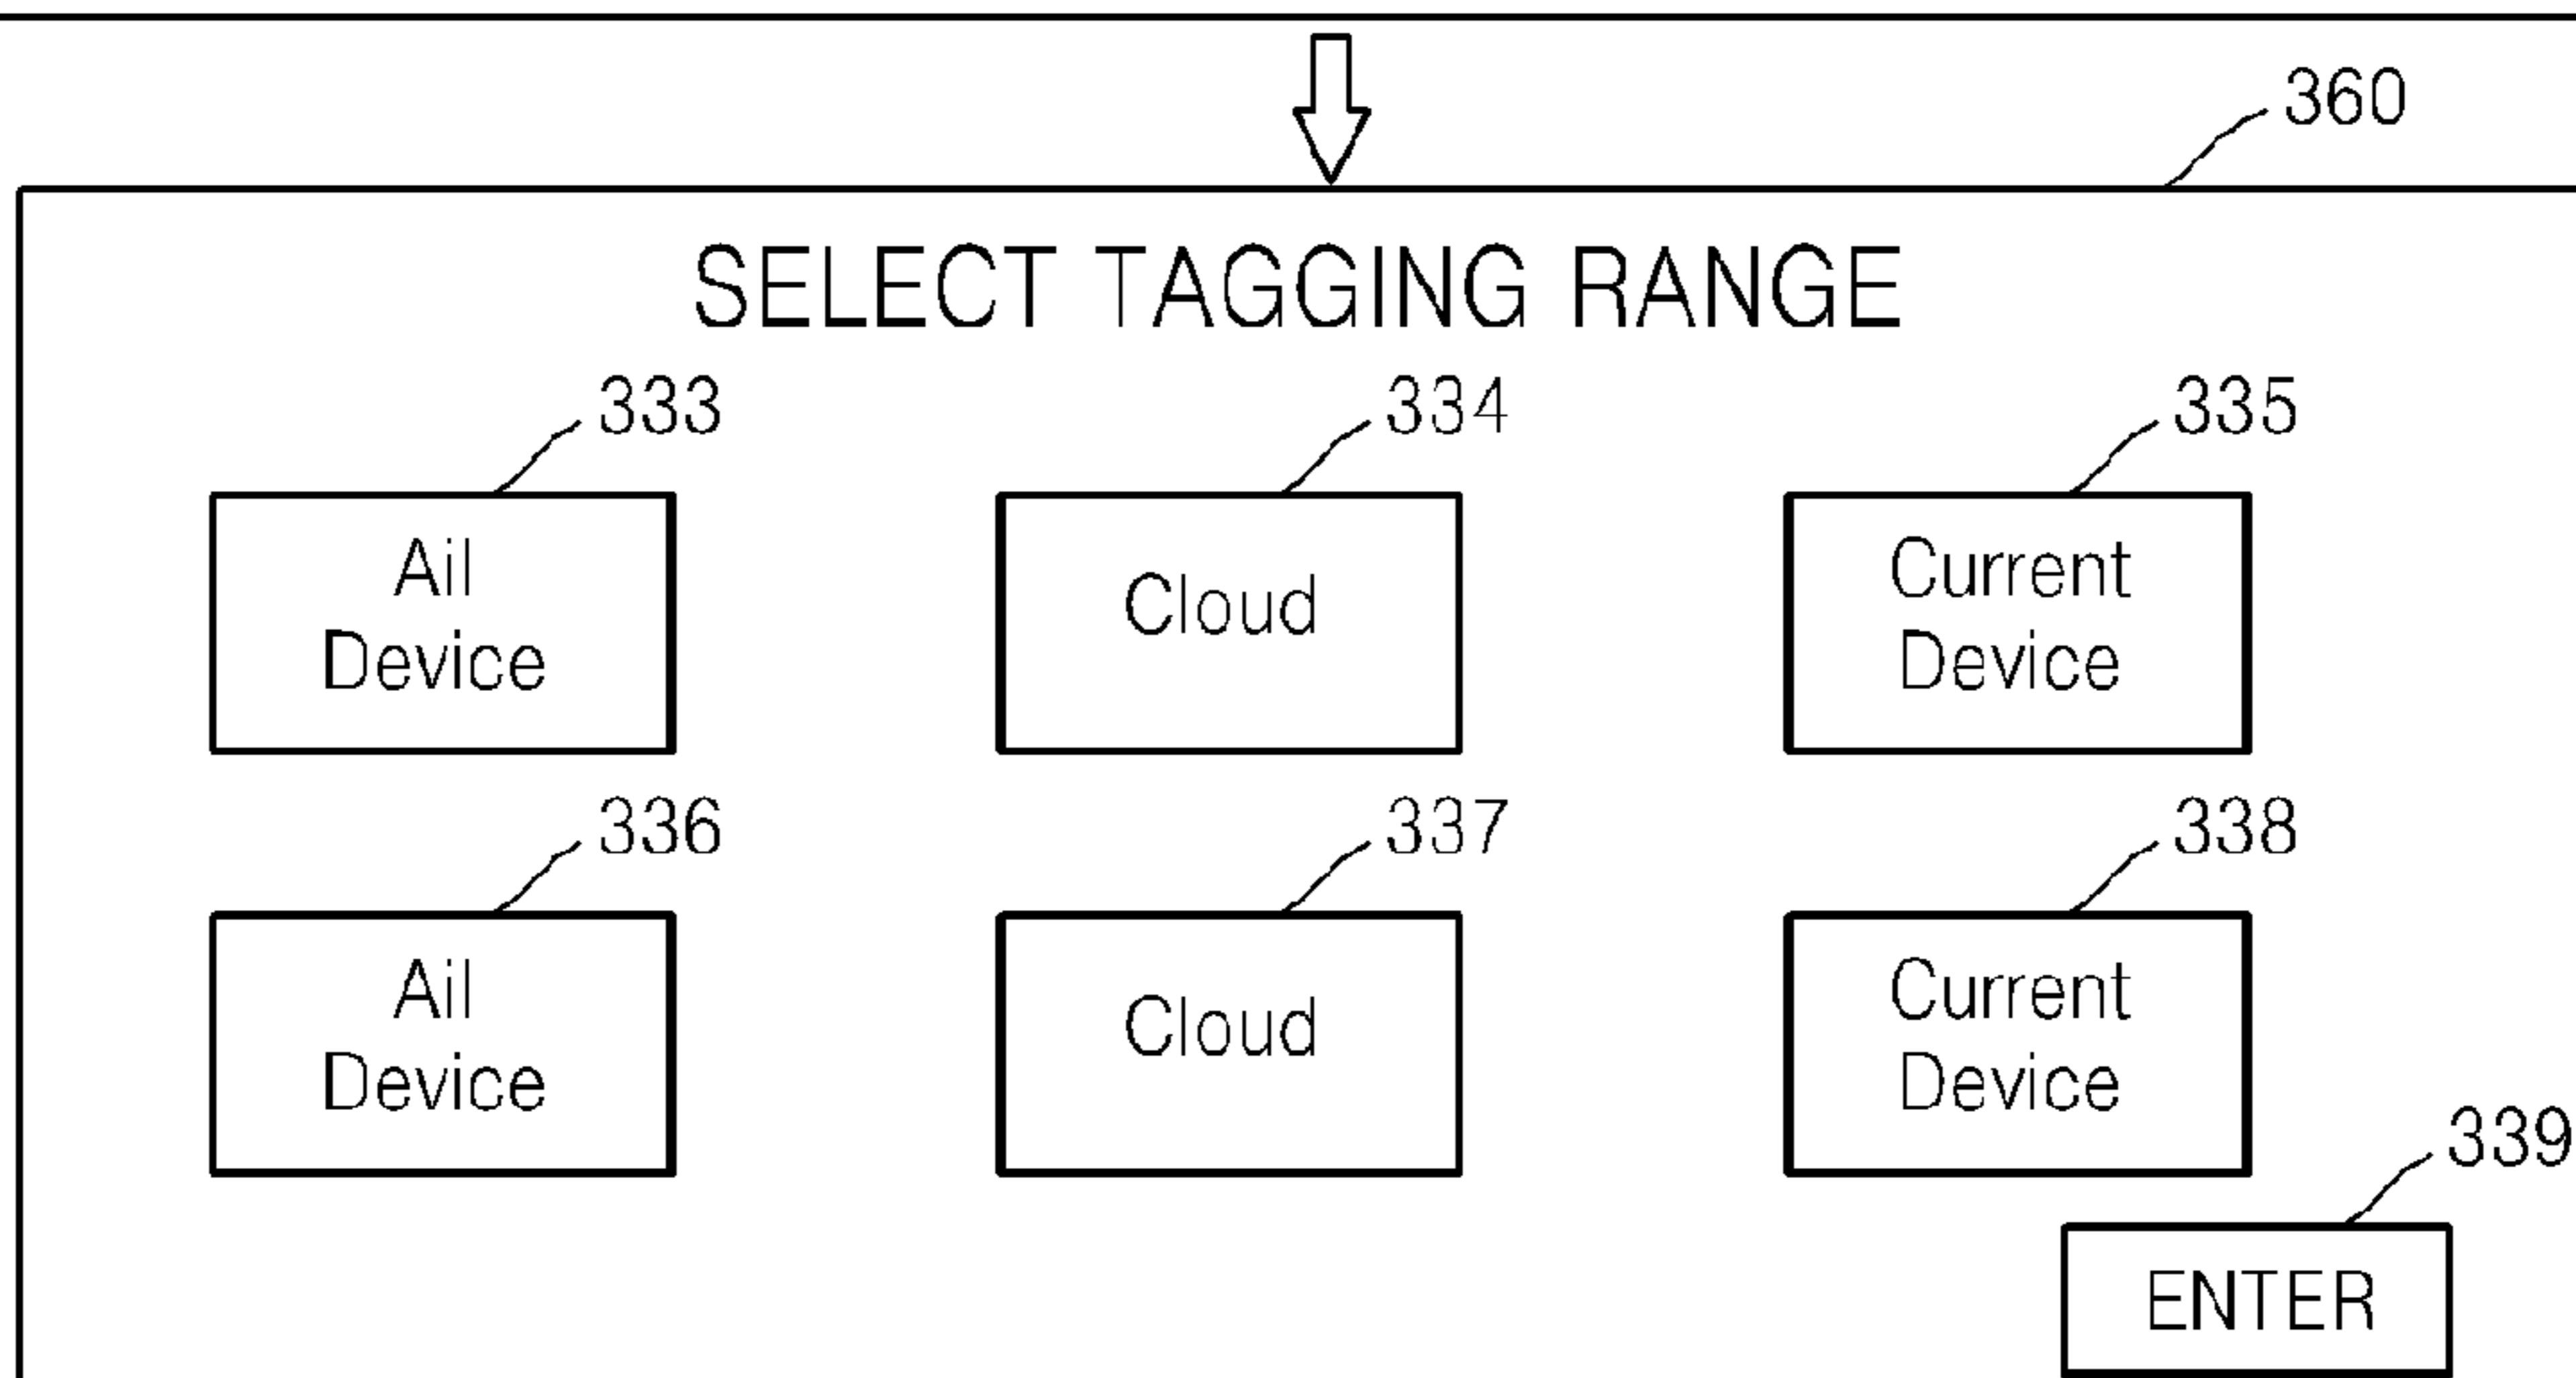 360
SELECT TAGGING RANGE
333
334
335
Ail
Device
Cloud
Current
Device
336
337
338
Ail
Device
Cloud
Current
Device
339
ENTER